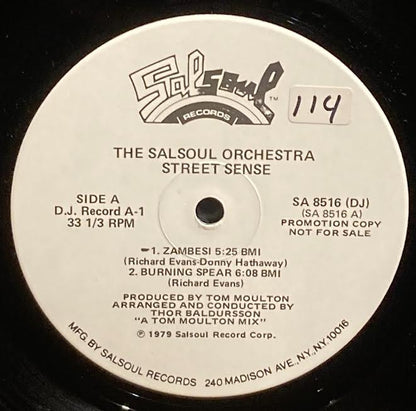 Salsoul
TM
RECORDS
114
THE SALSOUL ORCHESTRA
STREET SENSE
SIDE A
D.J. Record A-1
33 1/3 RPM
SA 8516 (DJ)
(SA 8516 A)
PROMOTION COPY
NOT FOR SALE
1. ZAMBESI 5:25 BMI
(Richard Evans-Donny Hathaway)
2. BURNING SPEAR 6:08 BMI
(Richard Evans)
PRODUCED BY TOM MOULTON
ARRANGED AND CONDUCTED BY
THOR BALDURSSON
"A TOM MOULTON MIX"
℗ 1979 Salsoul Record Corp.
MFG. BY SALSOUL RECORDS 240 MADISON AVE., NY., NY. 10016